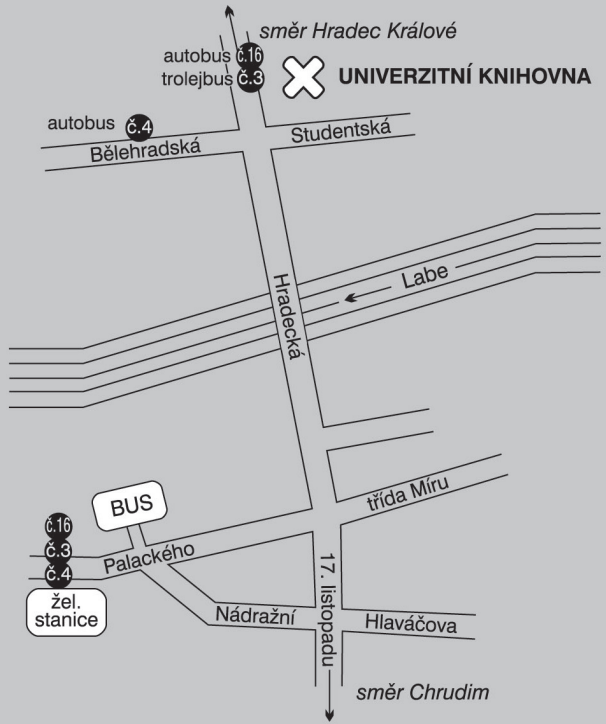 směr Hradec Králové
autobus č.16
trolejbus č.3
UNIVERZITNÍ KNIHOVNA
autobus č.4
Studentská
Bělehradská
Labe
Hradecká
třída Míru
BUS
č.16
č.3
č.4
Palackého
žel.
stanice
17. listopadu
Nádražní
Hlaváčova
směr Chrudim